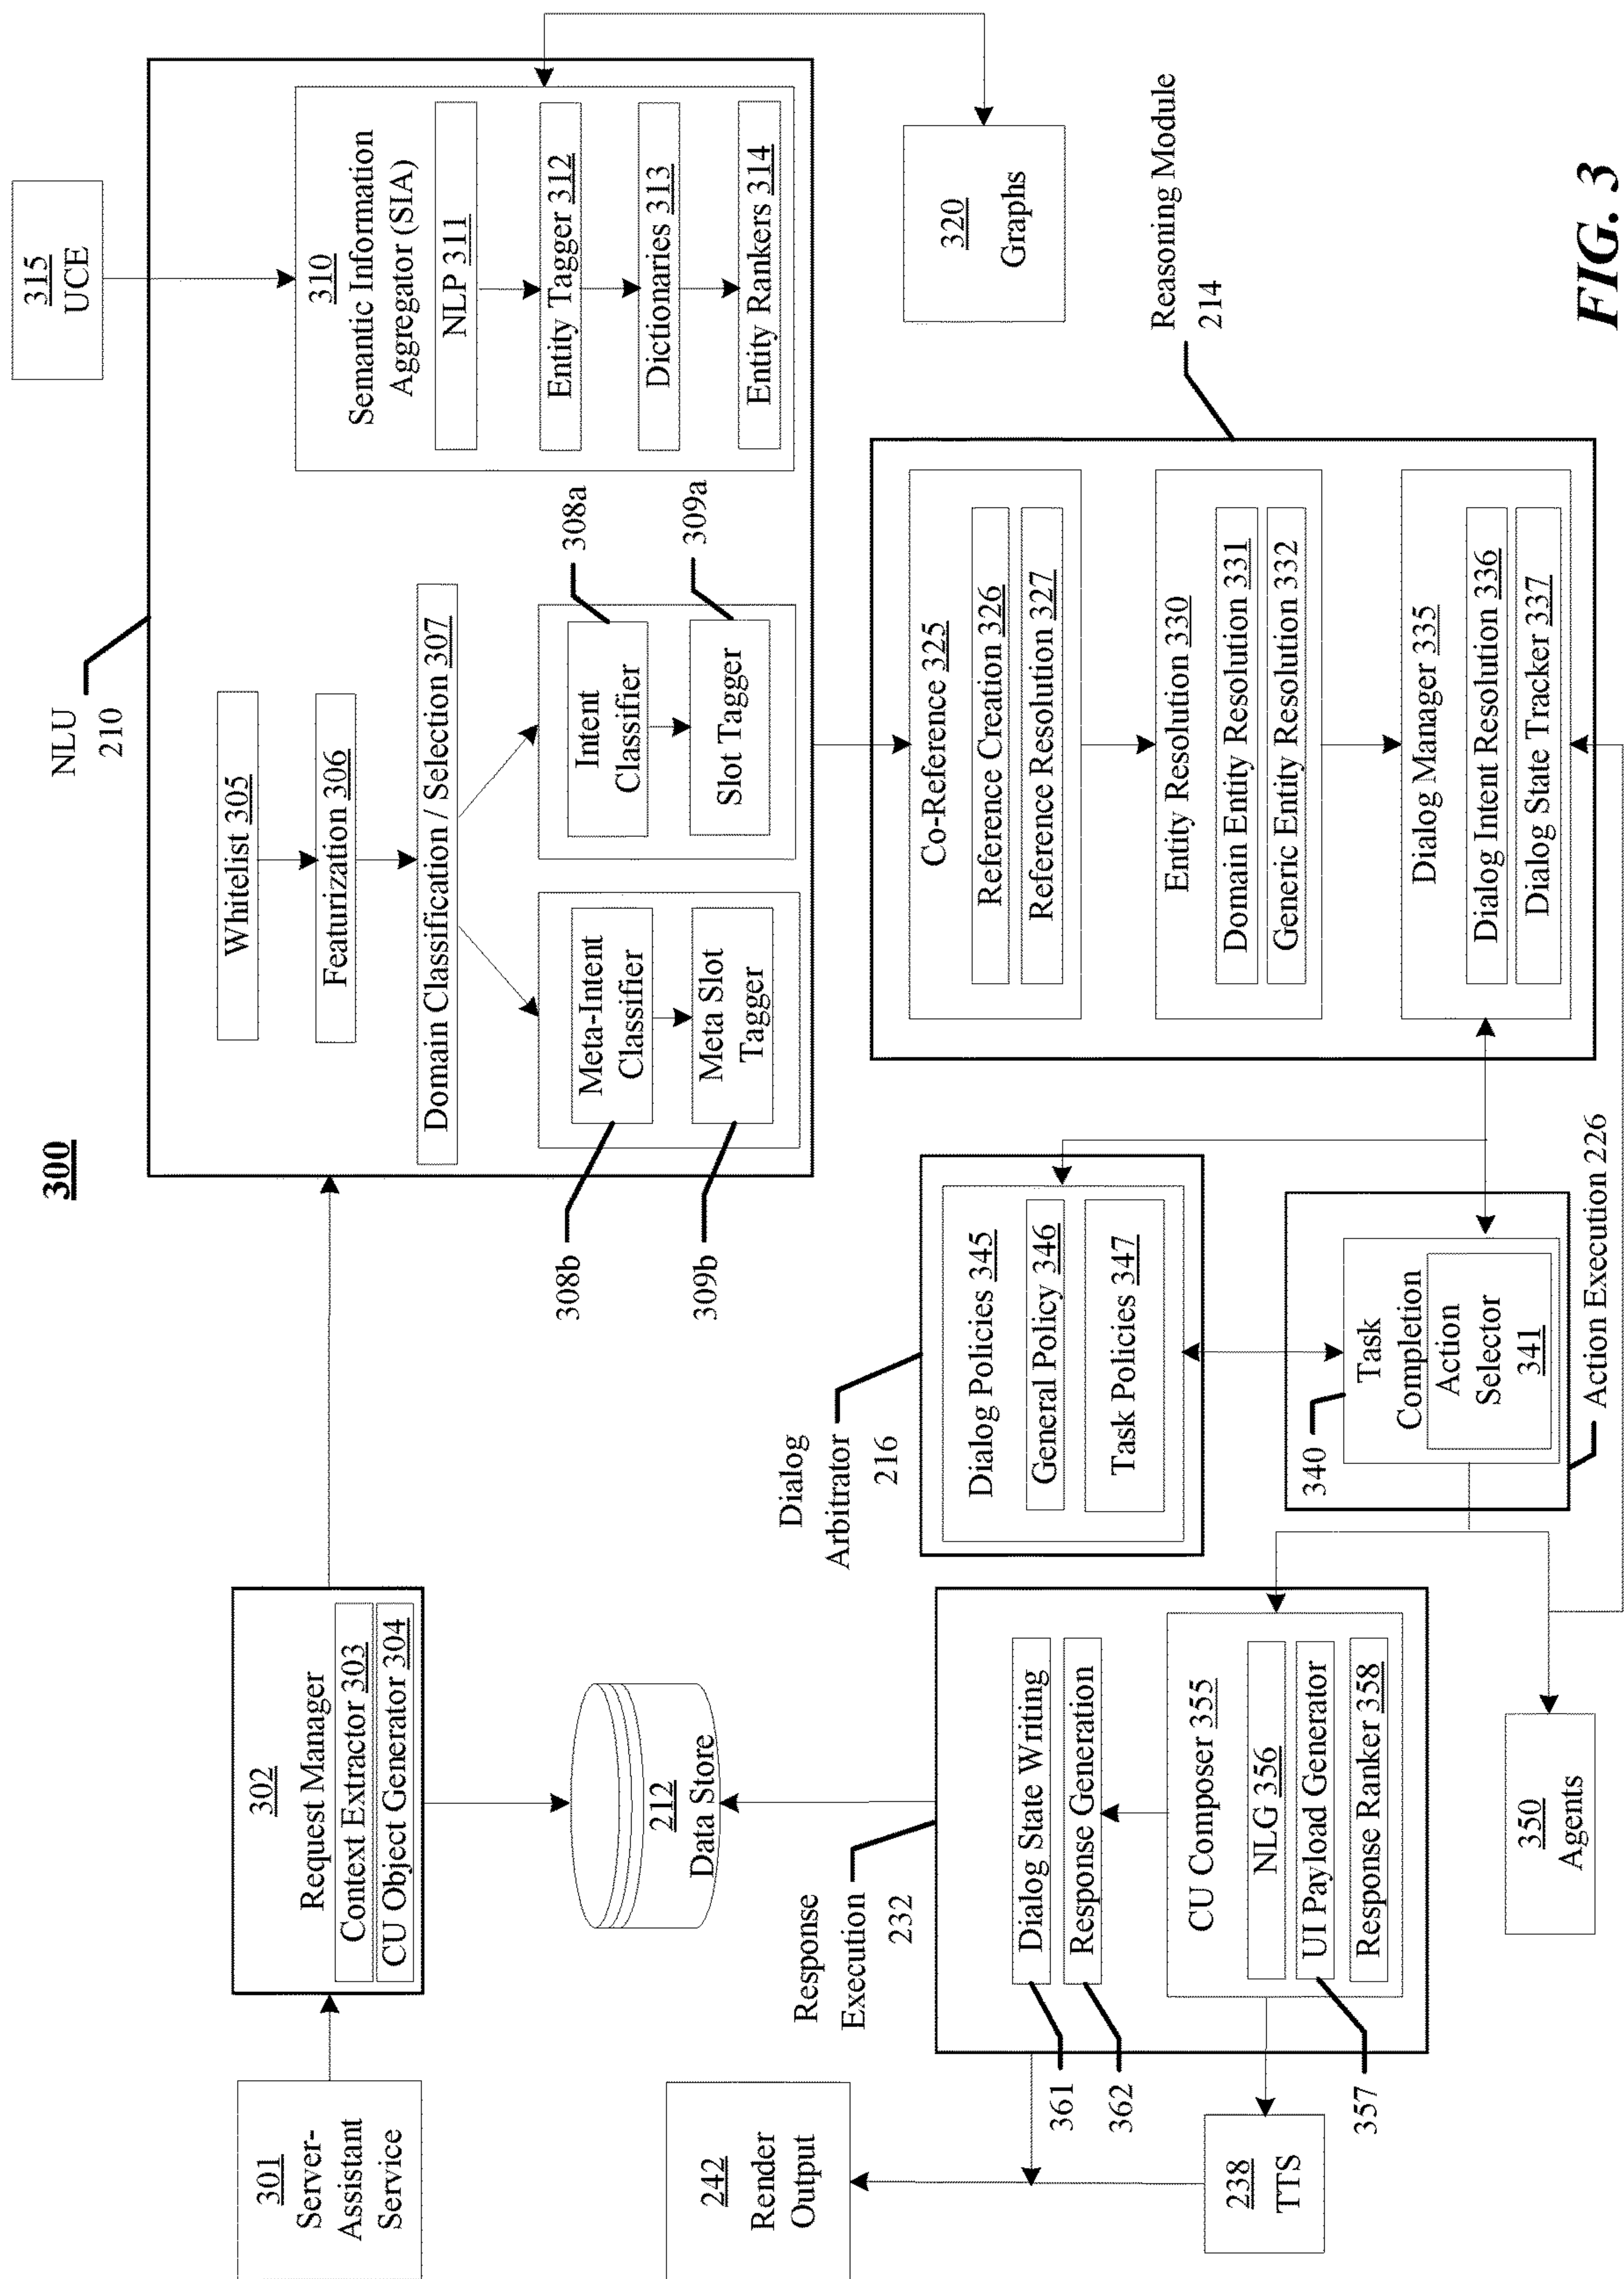 300
301
Server-
Assistant
Service
302
Request Manager
Context Extractor 303
CU Object Generator 304
212
Data Store
NLU
210
Whitelist 305
Featurization 306
Domain Classification / Selection 307
Meta-Intent
Classifier
Meta Slot
Tagger
308b
309b
Intent
Classifier
Slot Tagger
308a
309a
310
Semantic Information
Aggregator (SIA)
NLP 311
Entity Tagger 312
Dictionaries 313
Entity Rankers 314
315
UCE
320
Graphs
Reasoning Module
214
Co-Reference 325
Reference Creation 326
Reference Resolution 327
Entity Resolution 330
Domain Entity Resolution 331
Generic Entity Resolution 332
Dialog Manager 335
Dialog Intent Resolution 336
Dialog State Tracker 337
Dialog
Arbitrator
216
Dialog Policies 345
General Policy 346
Task Policies 347
340
Task
Completion
Action
Selector
341
Action Execution 226
Response
Execution
232
Dialog State Writing
Response Generation
CU Composer 355
NLG 356
UI Payload Generator
Response Ranker 358
361
362
357
242
Render
Output
238
TTS
350
Agents
FIG. 3